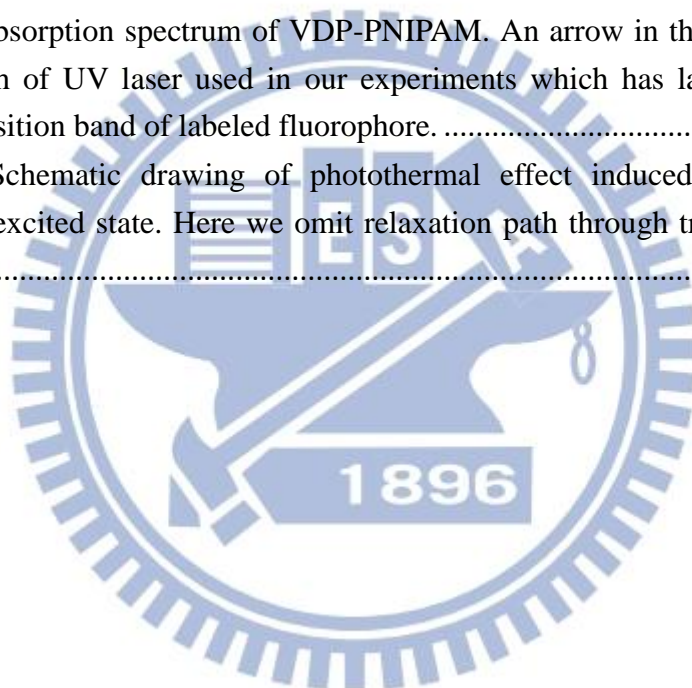 bsorption spectrum of VDP-PNIPAM. An arrow in th
of UV laser used in our experiments which has la
sition band of labeled fluorophore. ....................................
Schematic drawing of photothermal effect induced
excited state. Here we omit relaxation path through tr
....................................................................................................
E S A
1896